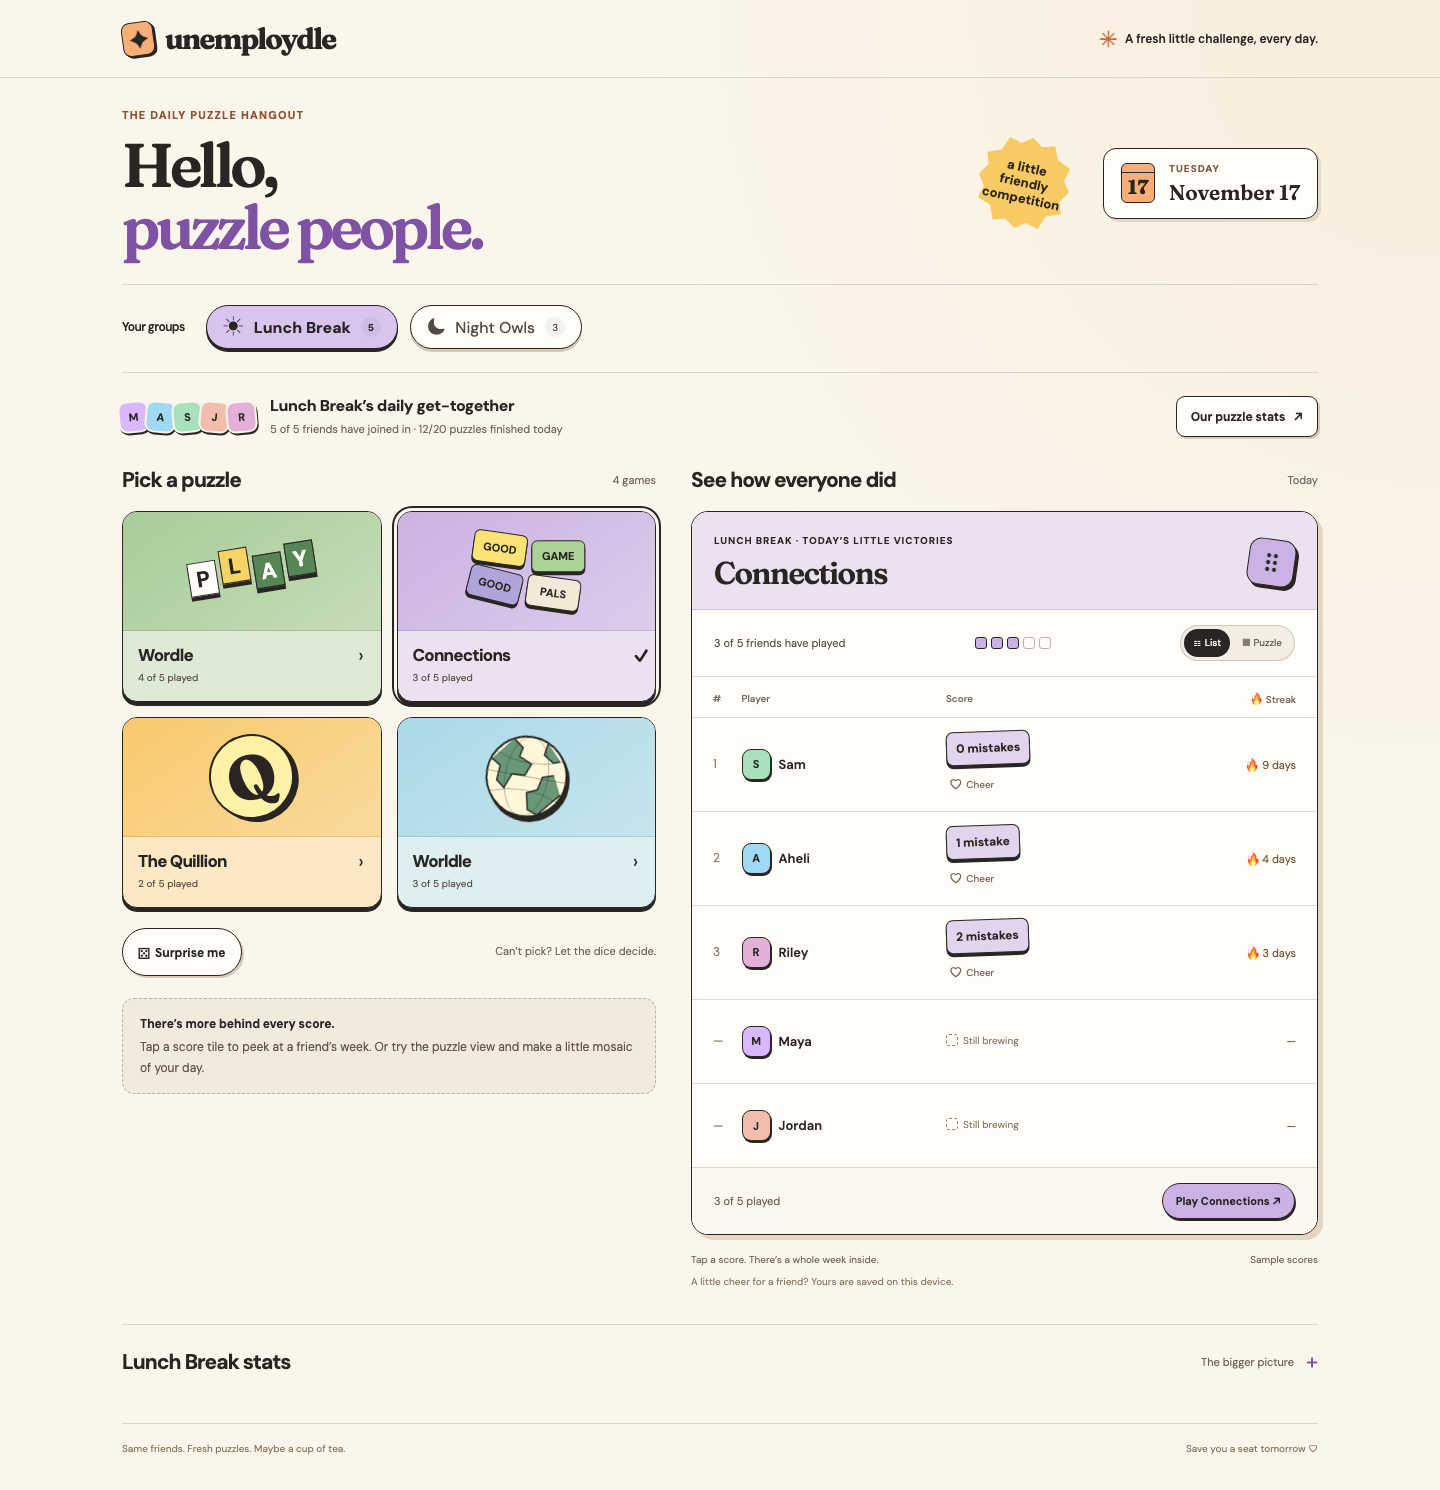 unemploydle
A fresh little challenge, every day.
THE DAILY PUZZLE HANGOUT
Hello,
puzzle people.
a little
friendly
competition
17
TUESDAY
November 17
Your groups
Lunch Break 5
Night Owls 3
M A S J R
Lunch Break’s daily get-together
5 of 5 friends have joined in · 12/20 puzzles finished today
Our puzzle stats ↗
Pick a puzzle
4 games
P L A Y
Wordle ›
4 of 5 played
GOOD GAME
GOOD PALS
Connections ✓
3 of 5 played
Q
The Quillion ›
2 of 5 played
Worldle ›
3 of 5 played
Surprise me
Can’t pick? Let the dice decide.
There’s more behind every score.
Tap a score tile to peek at a friend’s week. Or try the puzzle view and make a little mosaic
of your day.
See how everyone did
Today
LUNCH BREAK · TODAY’S LITTLE VICTORIES
Connections
3 of 5 friends have played
List Puzzle
# Player Score 🔥 Streak
1 S Sam 0 mistakes 🔥 9 days
♡ Cheer
2 A Aheli 1 mistake 🔥 4 days
♡ Cheer
3 R Riley 2 mistakes 🔥 3 days
♡ Cheer
— M Maya Still brewing —
— J Jordan Still brewing —
3 of 5 played
Play Connections ↗
Tap a score. There’s a whole week inside.
Sample scores
A little cheer for a friend? Yours are saved on this device.
Lunch Break stats
The bigger picture +
Same friends. Fresh puzzles. Maybe a cup of tea.
Save you a seat tomorrow ♡